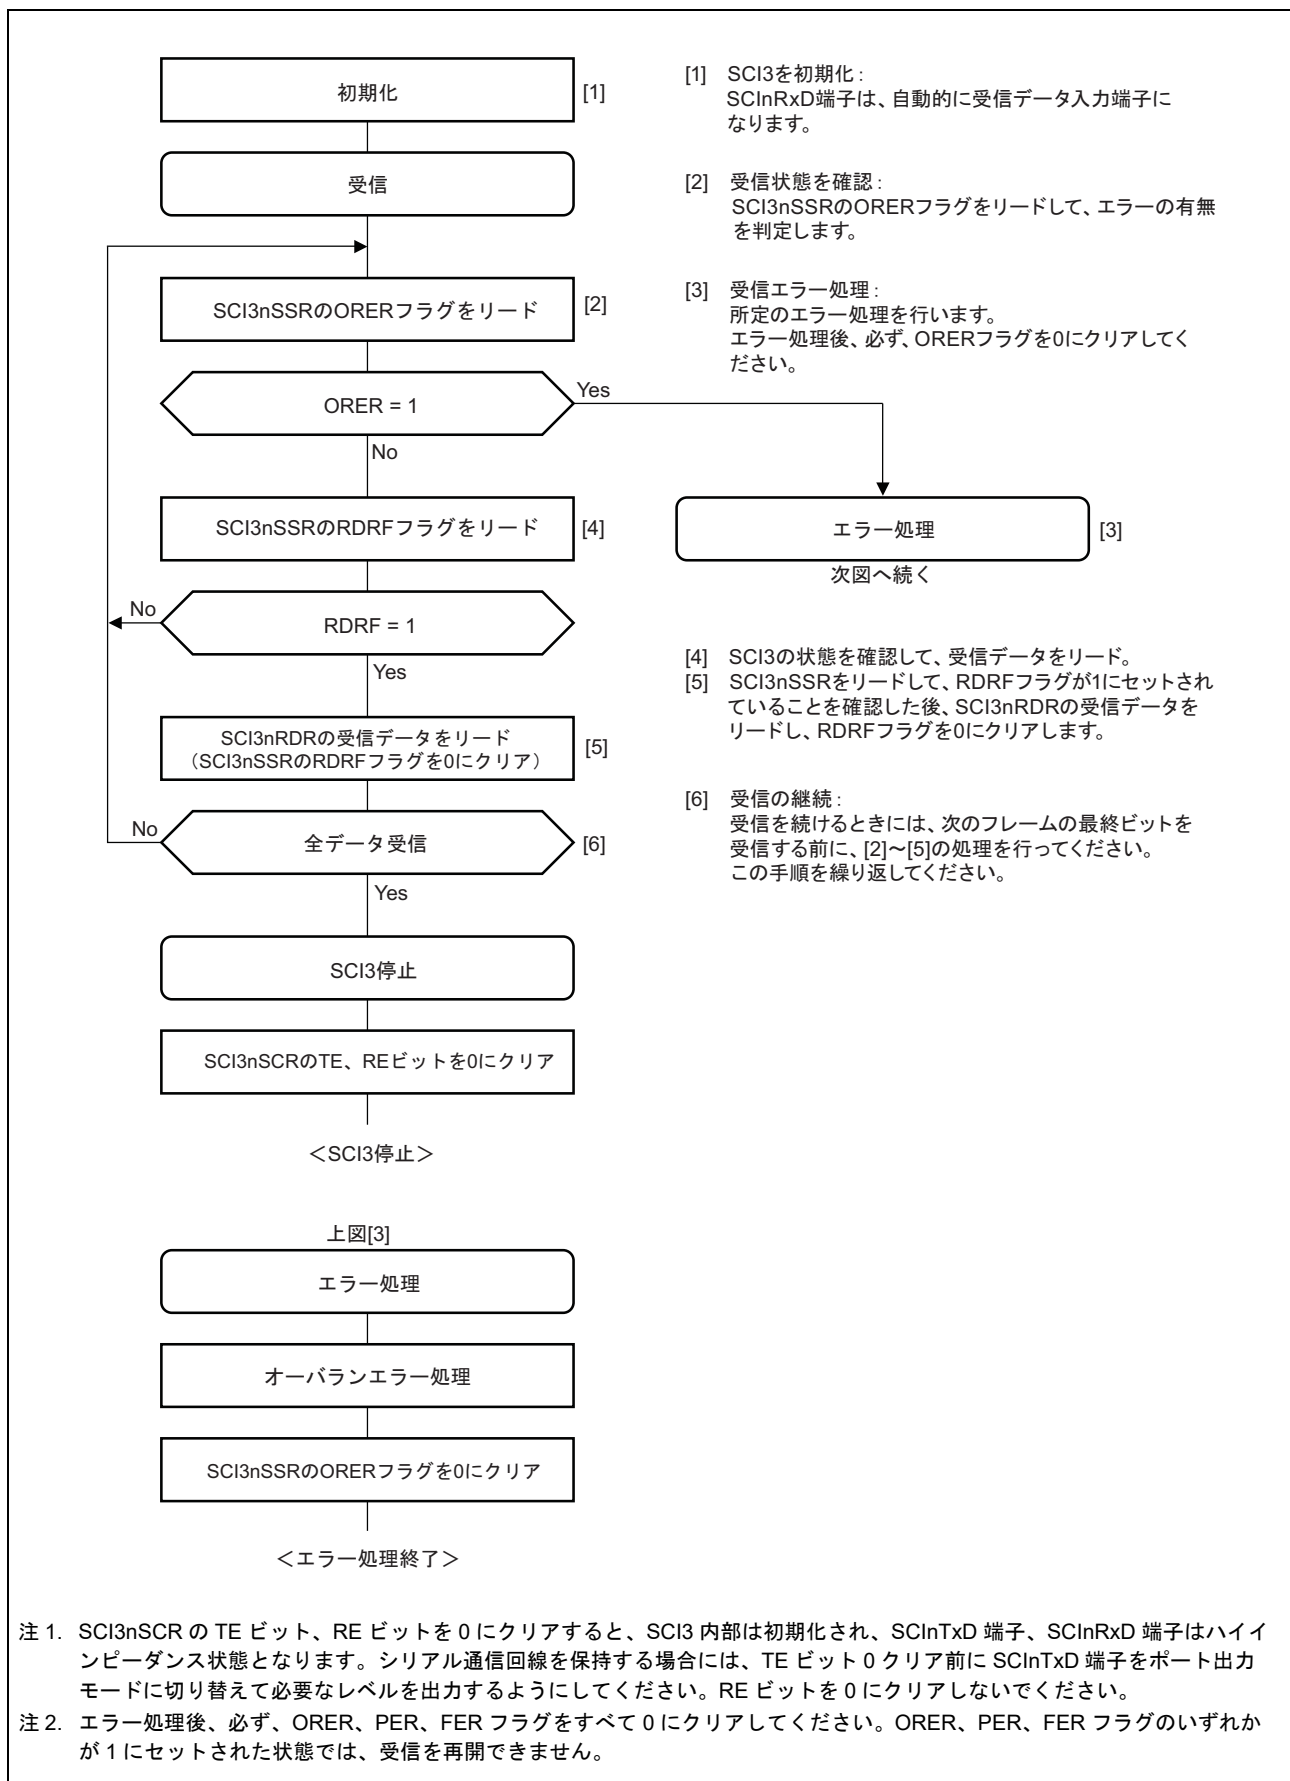 初期化
[1]
受信
SCI3nSSRのORERフラグをリード
[2]
ORER = 1
Yes
No
SCI3nSSRのRDRFフラグをリード
[4]
エラー処理
[3]
次図へ続く
No
RDRF = 1
Yes
SCI3nRDRの受信データをリード
（SCI3nSSRのRDRFフラグを0にクリア）
[5]
No
全データ受信
[6]
Yes
SCI3停止
SCI3nSCRのTE、REビットを0にクリア
＜SCI3停止＞
[1] SCI3を初期化：
SCInRxD端子は、自動的に受信データ入力端子に
なります。
[2] 受信状態を確認：
SCI3nSSRのORERフラグをリードして、エラーの有無
を判定します。
[3] 受信エラー処理：
所定のエラー処理を行います。
エラー処理後、必ず、ORERフラグを0にクリアしてく
ださい。
[4] SCI3の状態を確認して、受信データをリード。
[5] SCI3nSSRをリードして、RDRFフラグが1にセットされ
ていることを確認した後、SCI3nRDRの受信データを
リードし、RDRFフラグを0にクリアします。
[6] 受信の継続：
受信を続けるときには、次のフレームの最終ビットを
受信する前に、[2]～[5]の処理を行ってください。
この手順を繰り返してください。
上図[3]
エラー処理
オーバランエラー処理
SCI3nSSRのORERフラグを0にクリア
＜エラー処理終了＞
注 1. SCI3nSCR の TE ビット、RE ビットを 0 にクリアすると、SCI3 内部は初期化され、SCInTxD 端子、SCInRxD 端子はハイイ
ンピーダンス状態となります。シリアル通信回線を保持する場合には、TE ビット 0 クリア前に SCInTxD 端子をポート出力
モードに切り替えて必要なレベルを出力するようにしてください。RE ビットを 0 にクリアしないでください。
注 2. エラー処理後、必ず、ORER、PER、FER フラグをすべて 0 にクリアしてください。ORER、PER、FER フラグのいずれか
が 1 にセットされた状態では、受信を再開できません。